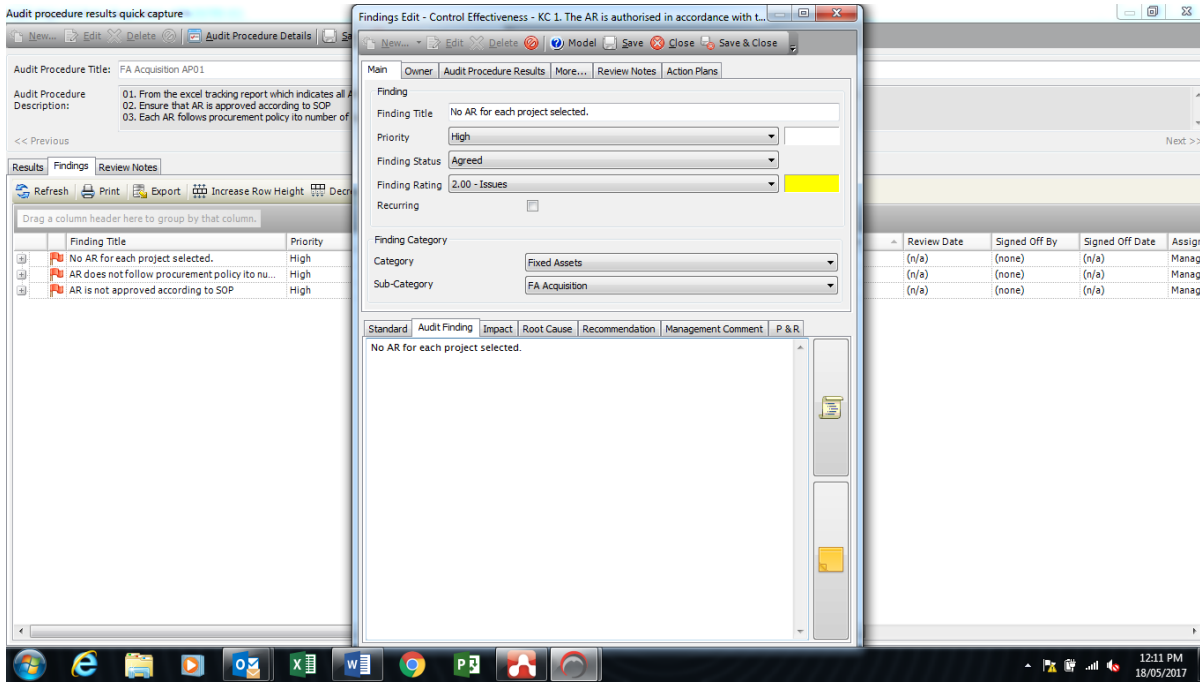 Audit procedure results quick capture
New... Edit Delete Audit Procedure Details
Audit Procedure Title: FA Acquisition AP01
Audit Procedure Description:
01. From the excel tracking report which indicates all
02. Ensure that AR is approved according to SOP
03. Each AR follows procurement policy ito number of
<< Previous
Next >>
Results Findings Review Notes
Refresh Print Export Increase Row Height
Drag a column header here to group by that column.
Finding Title Priority Review Date Signed Off By Signed Off Date
No AR for each project selected. High (n/a) (none) (n/a)
AR does not follow procurement policy ito nu... High (n/a) (none) (n/a)
AR is not approved according to SOP High (n/a) (none) (n/a)
Findings Edit - Control Effectiveness - KC 1. The AR is authorised in accordance with t...
New... Edit Delete Model Save Close Save & Close
Main Owner Audit Procedure Results More... Review Notes Action Plans
Finding
Finding Title No AR for each project selected.
Priority High
Finding Status Agreed
Finding Rating 2.00 - Issues
Recurring
Finding Category
Category Fixed Assets
Sub-Category FA Acquisition
Standard Audit Finding Impact Root Cause Recommendation Management Comment P & R
No AR for each project selected.
12:11 PM
18/05/2017